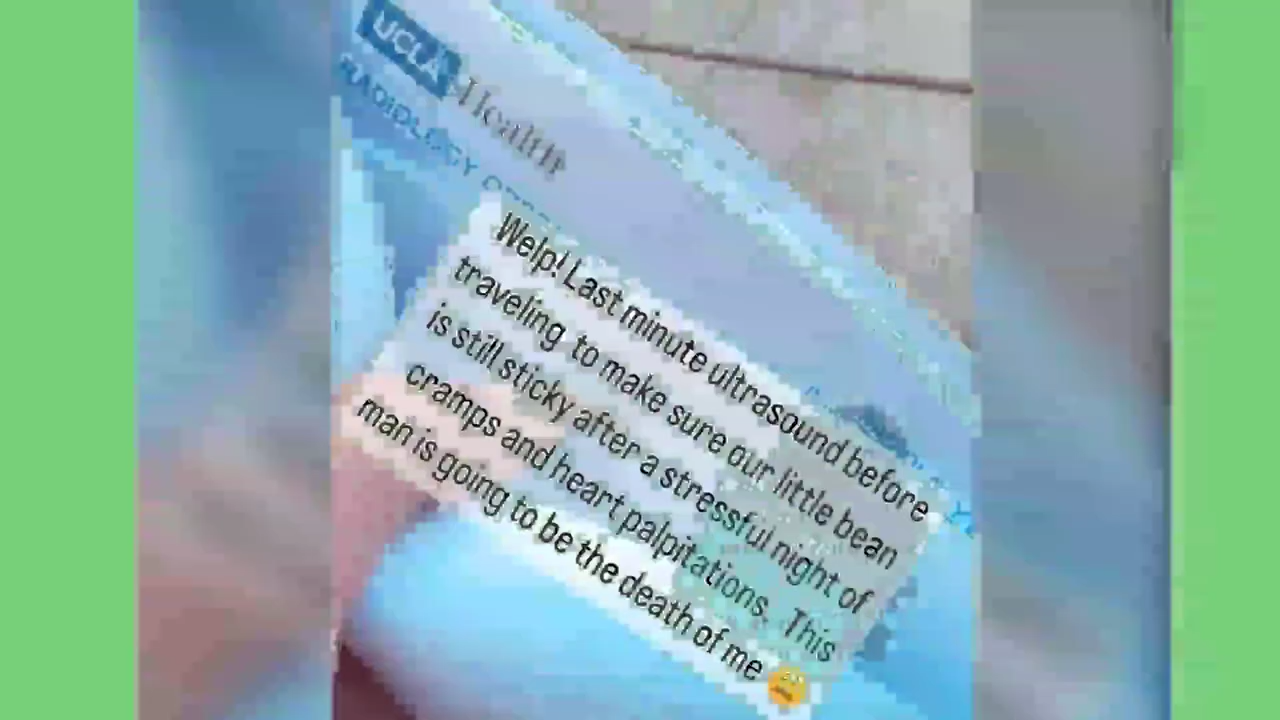 UCLA Health
RADIOLOGY
Welp! Last minute ultrasound before
traveling to make sure our little bean
is still sticky after a stressful night of
cramps and heart palpitations. This
man is going to be the death of me